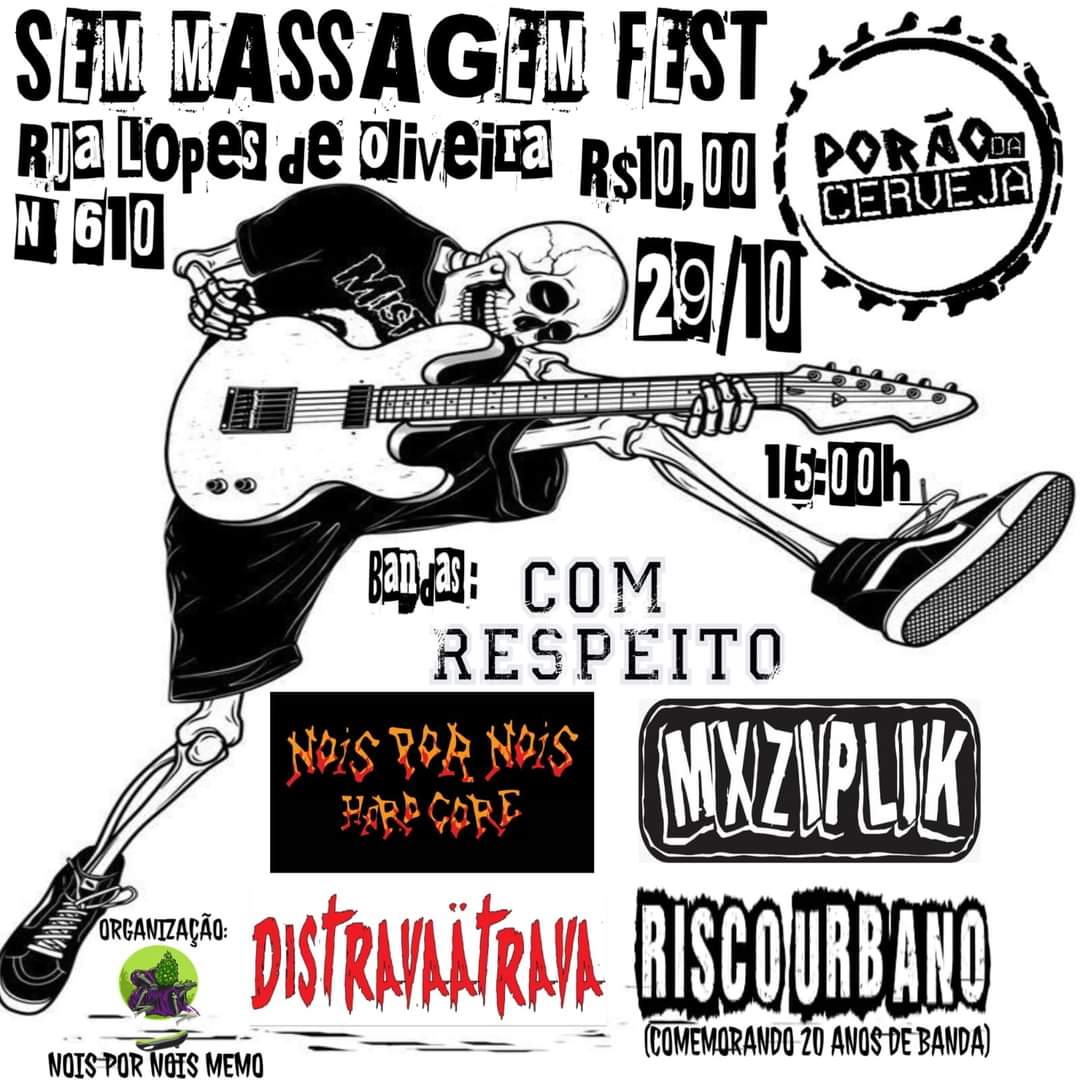 SEM MASSAGEM FEST
Rua Lopes de Oliveira
N 610
R$10,00
PORÃO DA
CERVEJA
29/10
15:00h
Bandas:
COM
RESPEITO
NOIS POR NOIS
HARD CORE
MXZIPLIK
DISTRAVAÄTRAVA
RISCO URBANO
(COMEMORANDO 20 ANOS DE BANDA)
ORGANIZAÇÃO:
NOIS POR NOIS MEMO